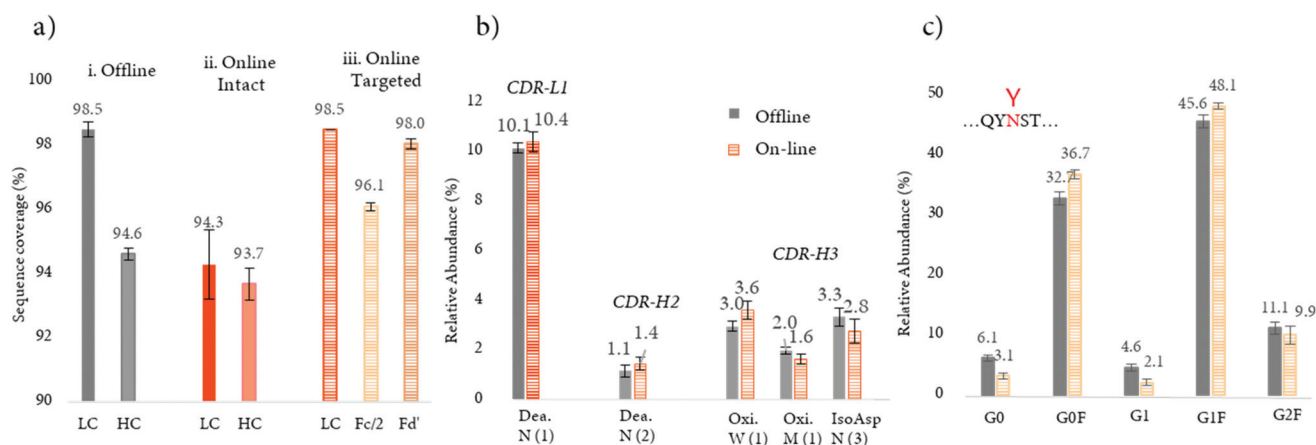 a)
i. Offline
ii. Online
Intact
iii. Online
Targeted
Sequence coverage (%)
100
98
96
94
92
90
98.5
94.6
94.3
93.7
98.5
96.1
98.0
LC
HC
LC
HC
LC
Fc/2
Fd'
b)
CDR-L1
CDR-H2
CDR-H3
Offline
On-line
Relative Abundance (%)
12
10
8
6
4
2
0
10.1
10.4
1.1
1.4
3.0
3.6
2.0
1.6
3.3
2.8
Dea.
N (1)
Dea.
N (2)
Oxi.
W (1)
Oxi.
M (1)
IsoAsp
N (3)
c)
Y
...QYNST...
Relative Abundance (%)
50
40
30
20
10
0
6.1
3.1
32.7
36.7
4.6
2.1
45.6
48.1
11.1
9.9
G0
G0F
G1
G1F
G2F